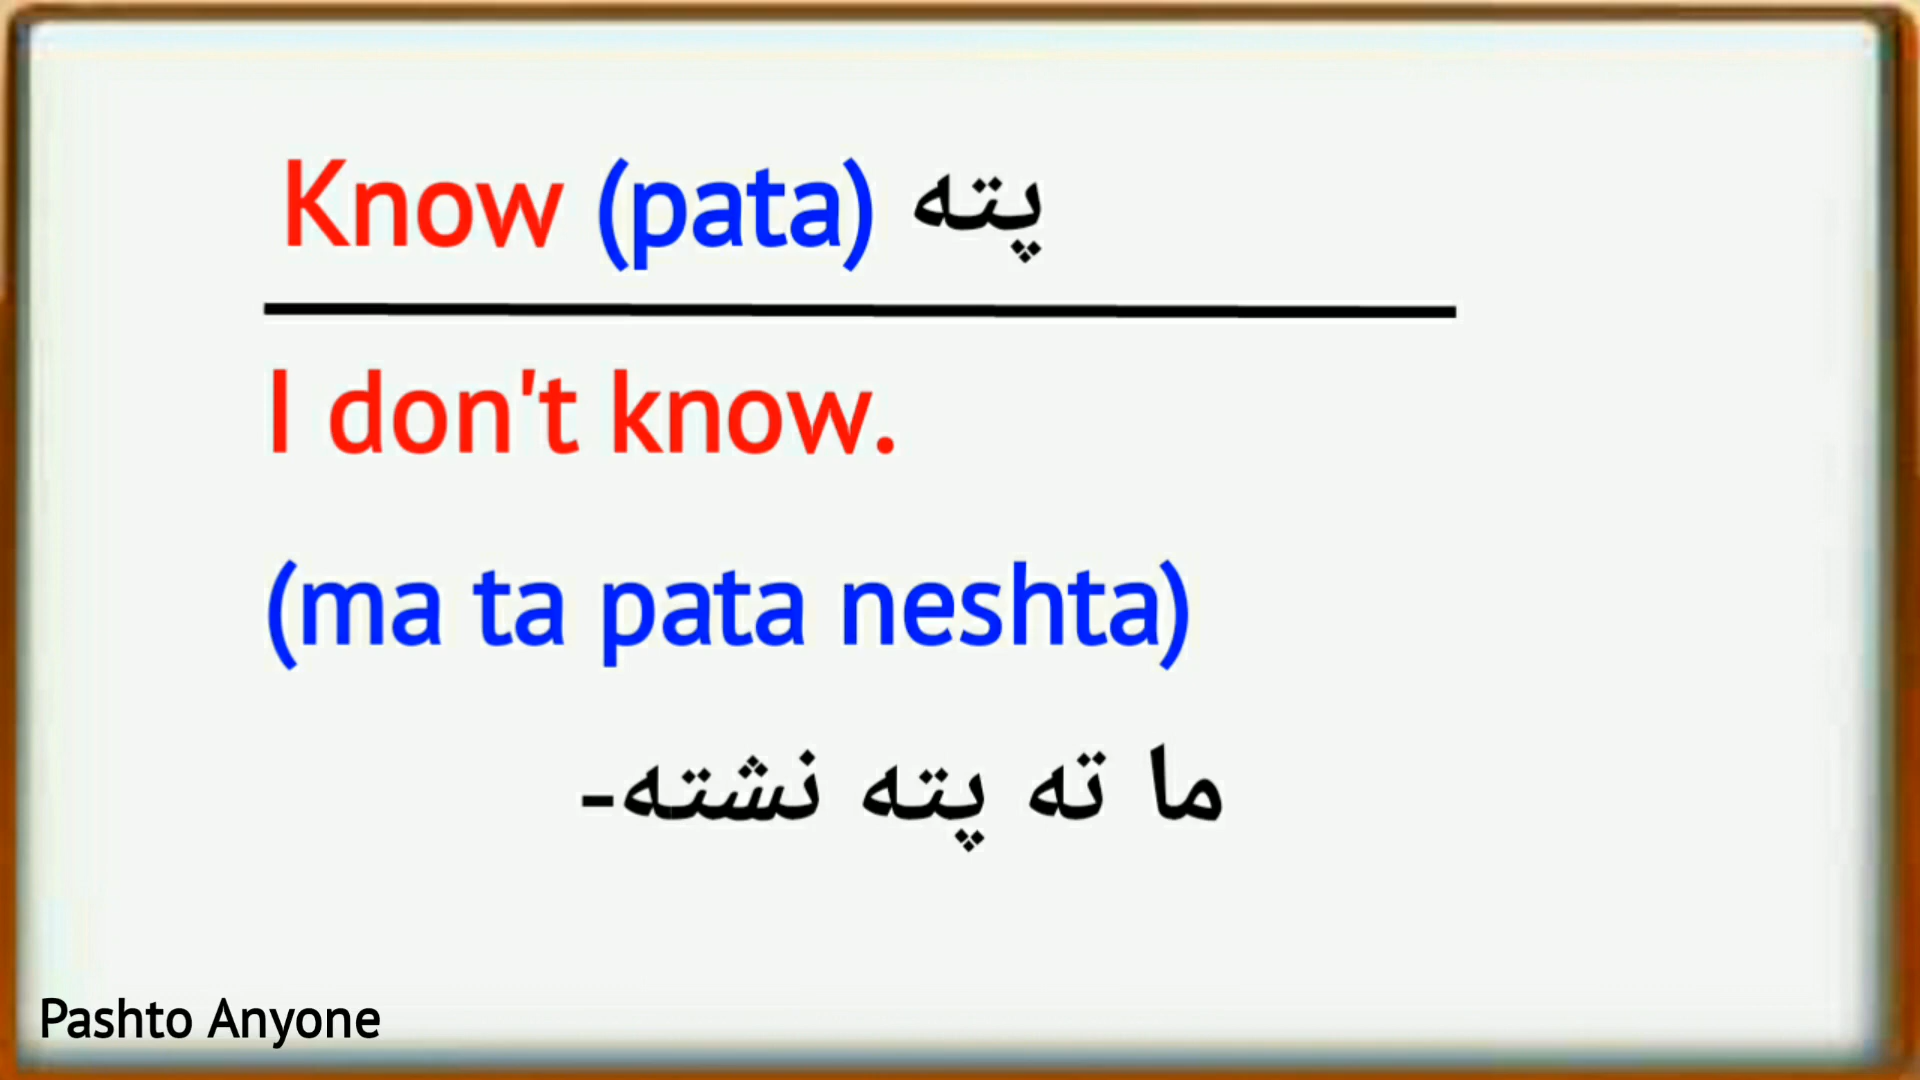 Know (pata) پته
I don't know.
(ma ta pata neshta)
ما ته پته نشته-
Pashto Anyone